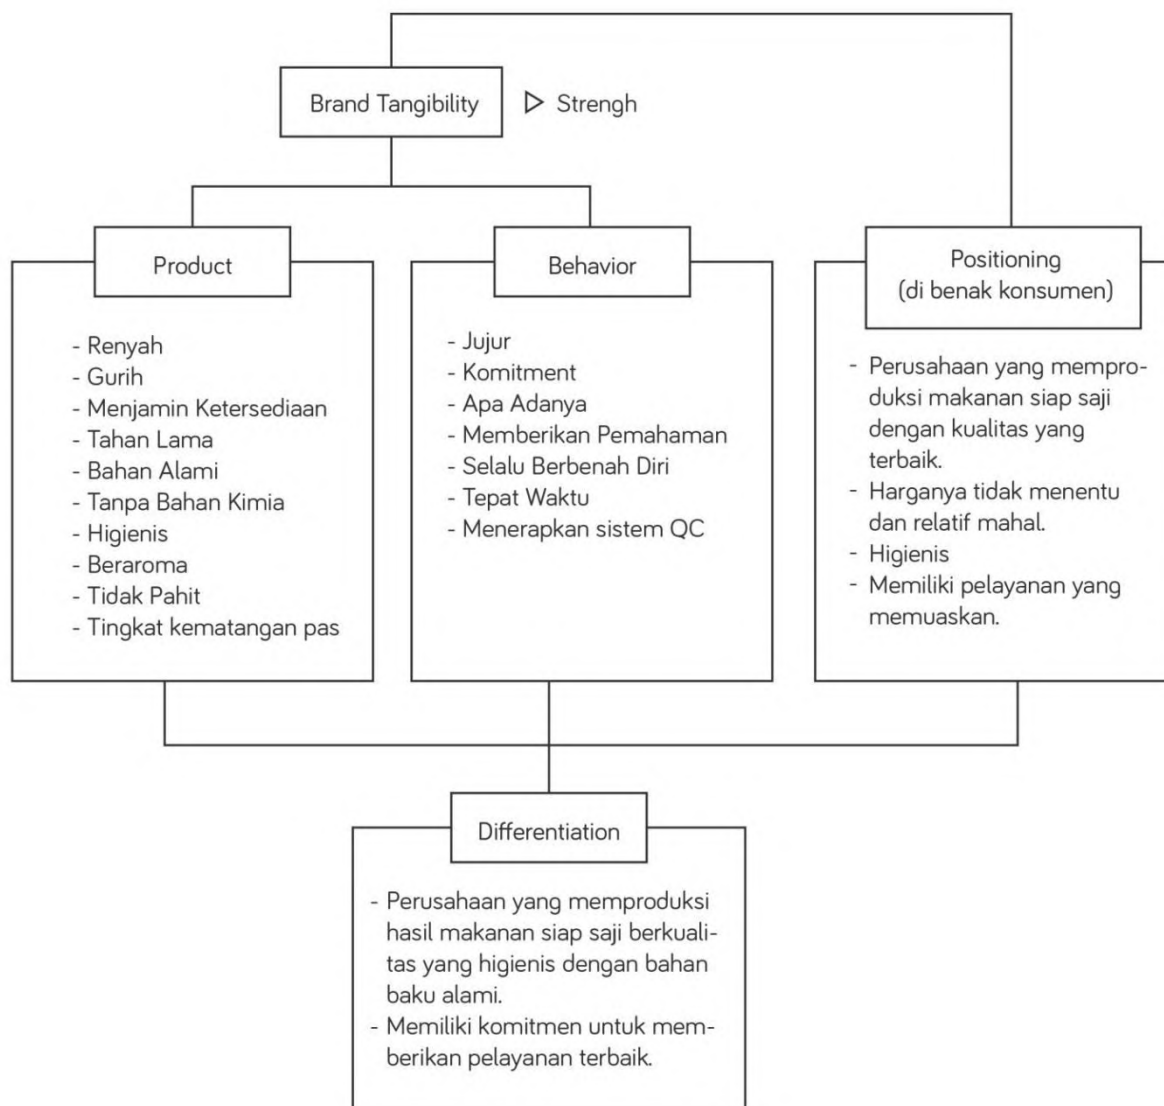 Brand Tangibility
Strengh
Product
- Renyah
- Gurih
- Menjamin Ketersediaan
- Tahan Lama
- Bahan Alami
- Tanpa Bahan Kimia
- Higienis
- Beraroma
- Tidak Pahit
- Tingkat kematangan pas
Behavior
- Jujur
- Komitment
- Apa Adanya
- Memberikan Pemahaman
- Selalu Berbenah Diri
- Tepat Waktu
- Menerapkan sistem QC
Positioning
(di benak konsumen)
- Perusahaan yang mempro-
duksi makanan siap saji
dengan kualitas yang
terbaik.
- Harganya tidak menentu
dan relatif mahal.
- Higienis
- Memiliki pelayanan yang
memuaskan.
Differentiation
- Perusahaan yang memproduksi
hasil makanan siap saji berkuali-
tas yang higienis dengan bahan
baku alami.
- Memiliki komitmen untuk mem-
berikan pelayanan terbaik.